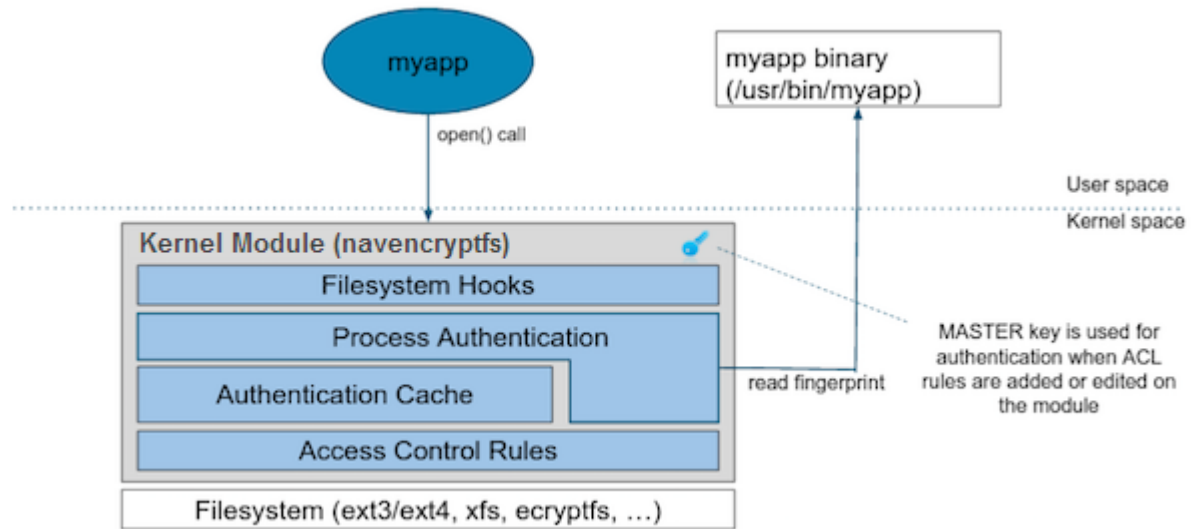 myapp
myapp binary
(/usr/bin/myapp)
open() call
User space
Kernel space
Kernel Module (navencryptfs)
Filesystem Hooks
Process Authentication
Authentication Cache
Access Control Rules
read fingerprint
MASTER key is used for
authentication when ACL
rules are added or edited on
the module
Filesystem (ext3/ext4, xfs, ecryptfs, …)